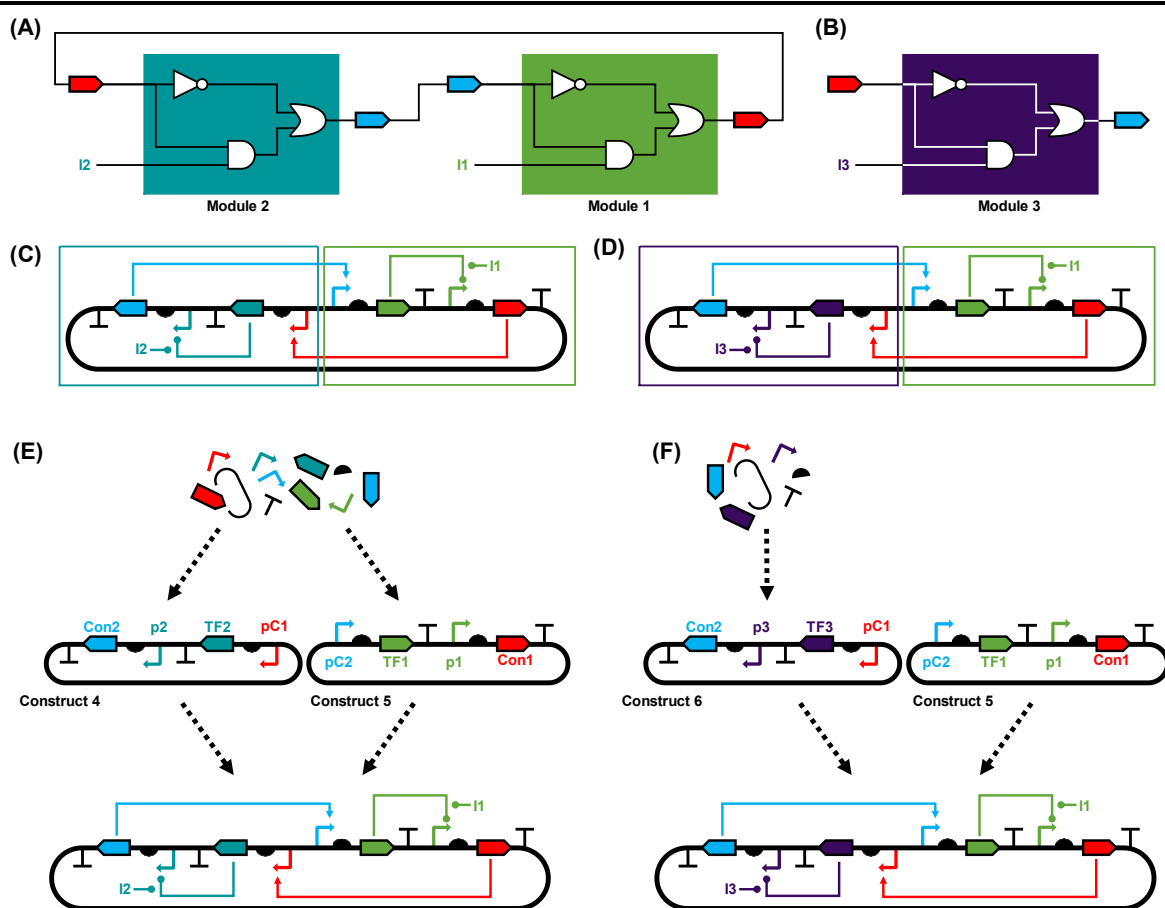 (A)
(B)
I2
I1
I3
Module 2
Module 1
Module 3
(C)
(D)
I1
I1
I2
I3
(E)
(F)
Con2 p2 TF2 pC1
pC2 TF1 p1 Con1
Con2 p3 TF3 pC1
pC2 TF1 p1 Con1
Construct 4
Construct 5
Construct 6
Construct 5
I1
I1
I2
I3